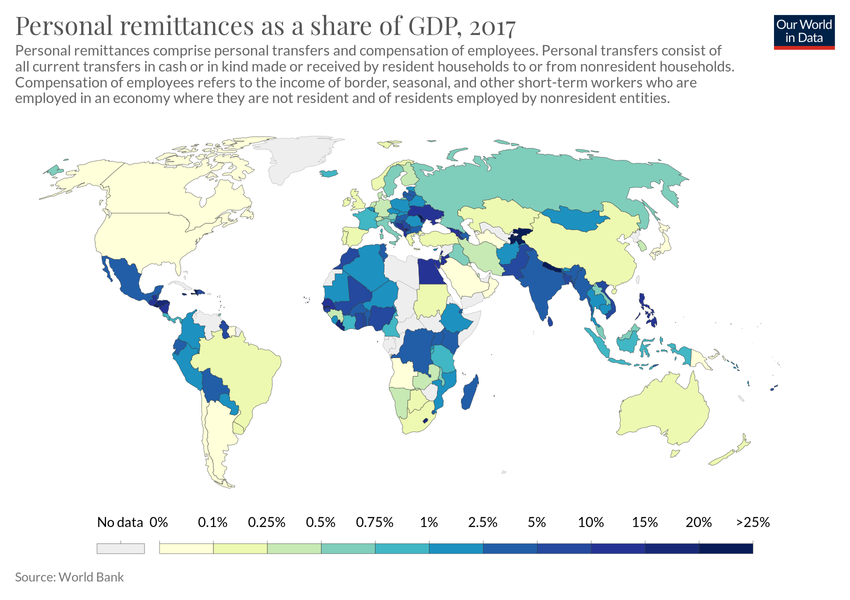 Personal remittances as a share of GDP, 2017
Our World
in Data
Personal remittances comprise personal transfers and compensation of employees. Personal transfers consist of
all current transfers in cash or in kind made or received by resident households to or from nonresident households.
Compensation of employees refers to the income of border, seasonal, and other short-term workers who are
employed in an economy where they are not resident and of residents employed by nonresident entities.
No data 0% 0.1% 0.25% 0.5% 0.75% 1% 2.5% 5% 10% 15% 20% >25%
Source: World Bank